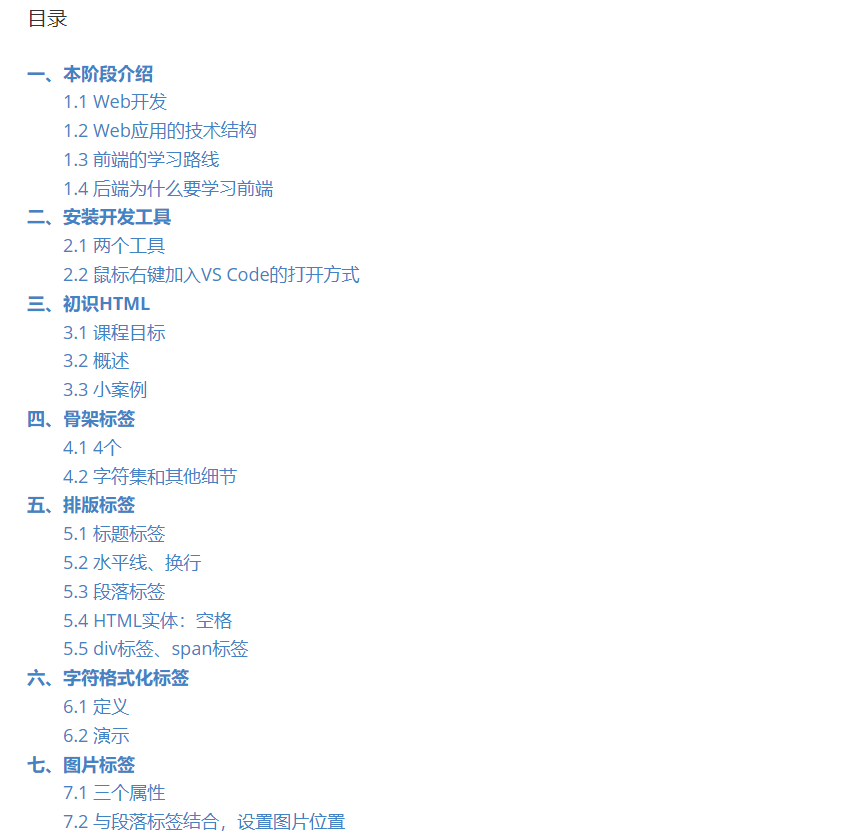 目录
一、本阶段介绍
1.1 Web开发
1.2 Web应用的技术结构
1.3 前端的学习路线
1.4 后端为什么要学习前端
二、安装开发工具
2.1 两个工具
2.2 鼠标右键加入VS Code的打开方式
三、初识HTML
3.1 课程目标
3.2 概述
3.3 小案例
四、骨架标签
4.1 4个
4.2 字符集和其他细节
五、排版标签
5.1 标题标签
5.2 水平线、换行
5.3 段落标签
5.4 HTML实体：空格
5.5 div标签、span标签
六、字符格式化标签
6.1 定义
6.2 演示
七、图片标签
7.1 三个属性
7.2 与段落标签结合，设置图片位置